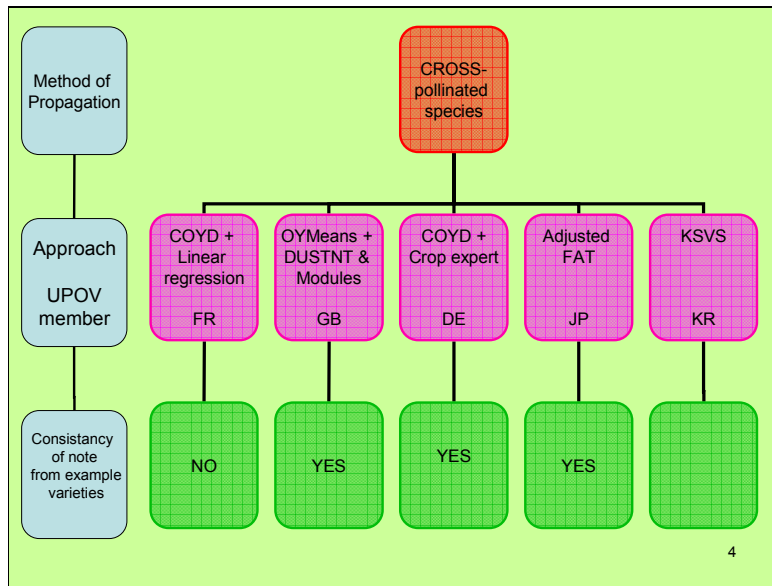 Method of
Propagation
CROSS-
pollinated
species
Approach
UPOV
member
COYD +
Linear
regression
FR
OYMeans +
DUSTNT &
Modules
GB
COYD +
Crop expert
DE
Adjusted
FAT
JP
KSVS
KR
Consistancy
of note
from example
varieties
NO
YES
YES
YES
4